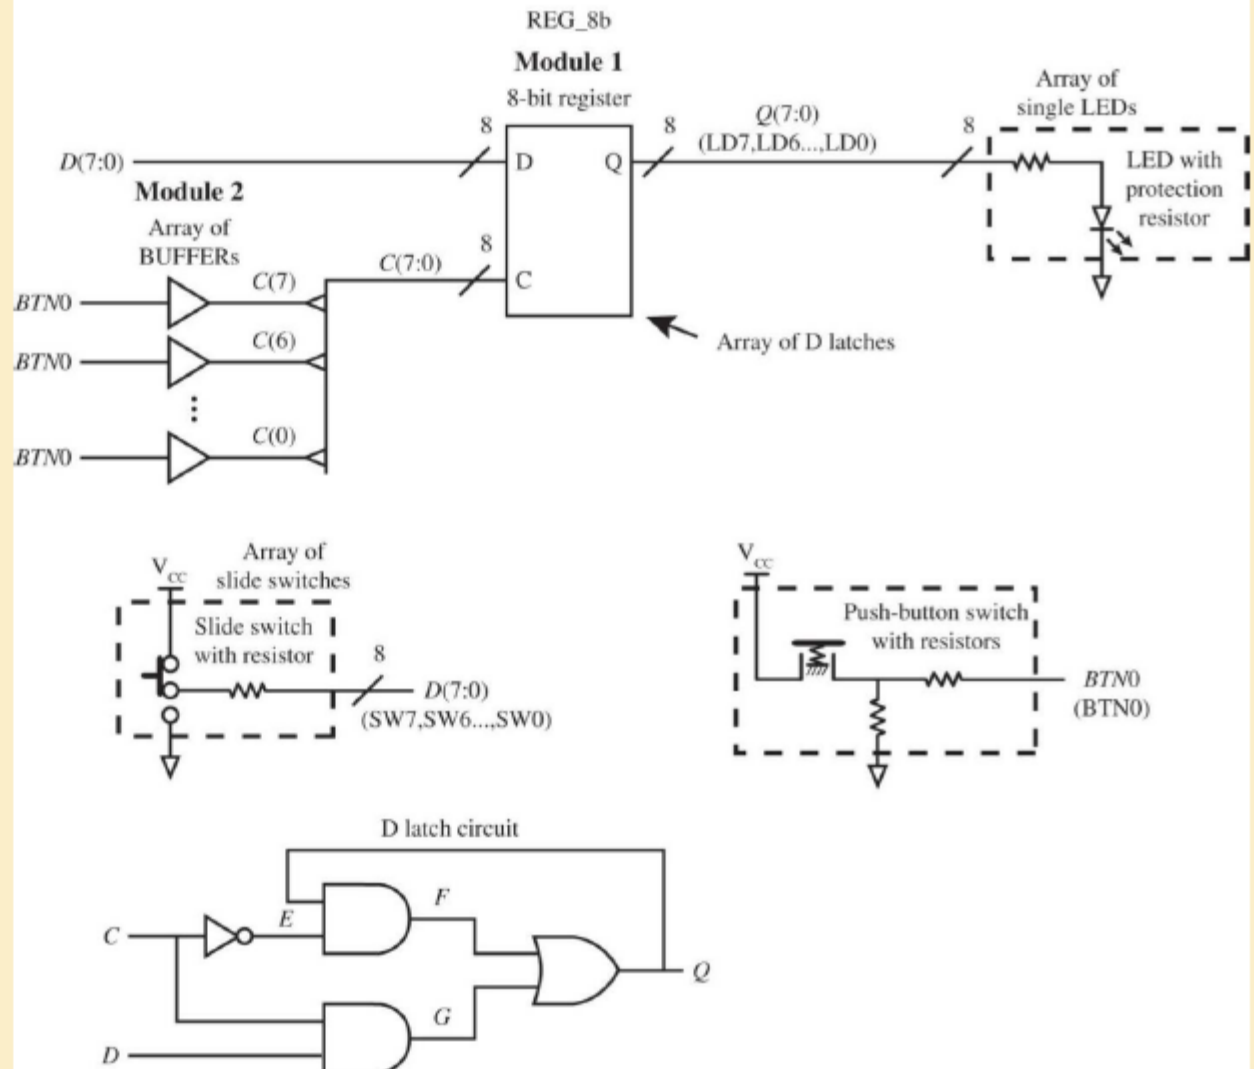 REG_8b
Module 1
8-bit register
Array of
single LEDs
8
8
Q(7:0)
(LD7,LD6...,LD0)
8
D(7:0)
D
Q
LED with
protection
resistor
Module 2
Array of
BUFFERs
8
C(7:0)
C
BTN0
C(7)
BTN0
C(6)
Array of D latches
BTN0
C(0)
VCC
Array of
slide switches
Slide switch
with resistor
8
D(7:0)
(SW7,SW6...,SW0)
VCC
Push-button switch
with resistors
BTN0
(BTN0)
D latch circuit
C
E
F
Q
G
D